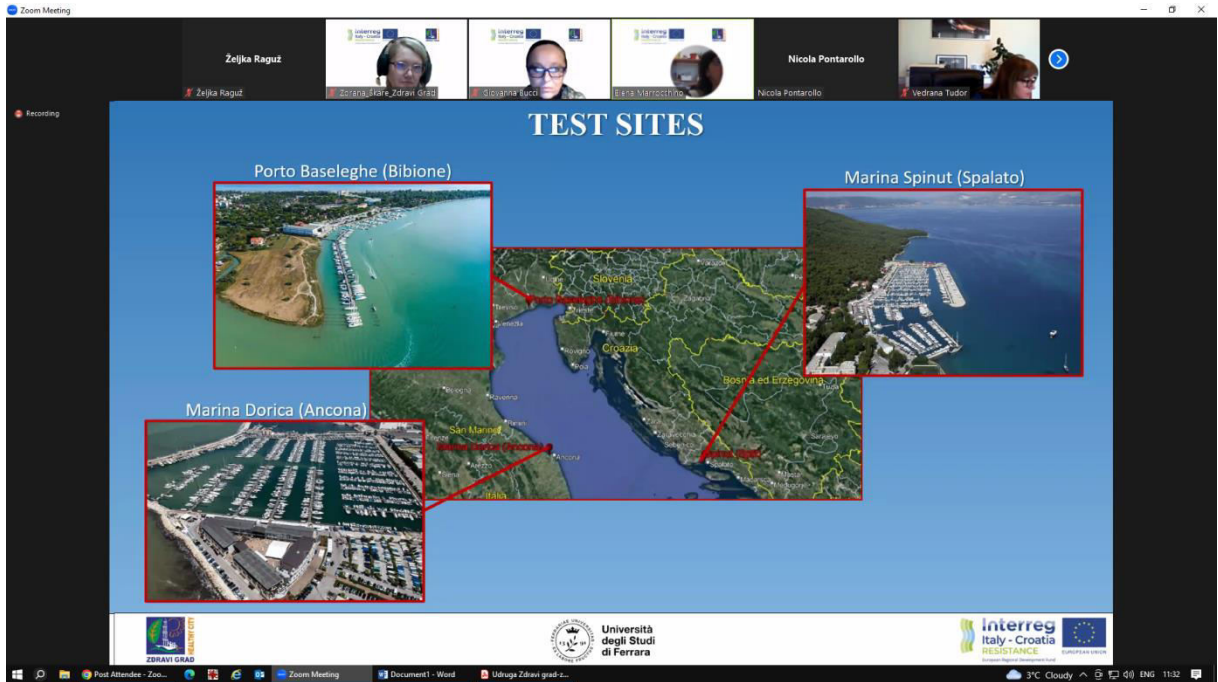 Zoom Meeting
Željka Raguž
Nicola Pontarollo
Željka Raguž
Zorana_Škare_Zdravi Grad
Giovanna Bucci
Elena Marrocchino
Nicola Pontarollo
Vedrana Tudor
Recording
TEST SITES
Porto Baseleghe (Bibione)
Marina Spinut (Spalato)
Marina Dorica (Ancona)
Slovenia
Croazia
Bosnia ed Erzegovina
Rovigno
Ravenna
San Marino
Ancona
Spalato
Italia
ZDRAVI GRAD
HEALTHY CITY
Università
degli Studi
di Ferrara
Interreg
Italy - Croatia
RESISTANCE
European Regional Development Fund
EUROPEAN UNION
Post Attendee - Zoo...
Zoom Meeting
Document1 - Word
Udruga Zdravi grad-z...
3°C Cloudy
ENG
11:32